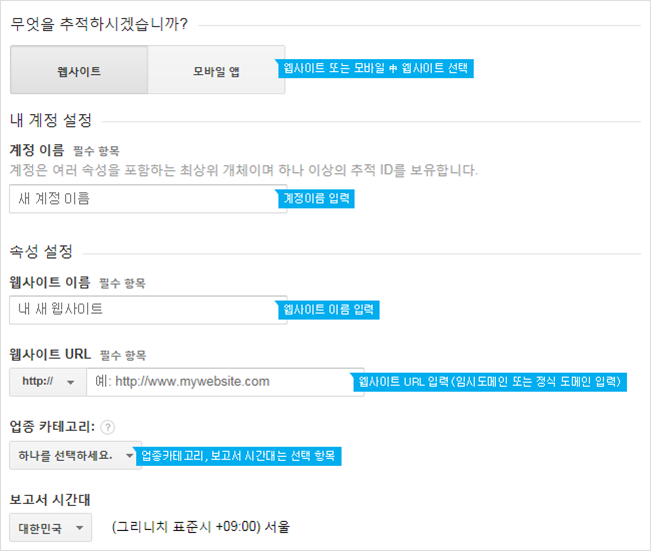 무엇을 추적하시겠습니까?
웹사이트 모바일 앱 웹사이트 또는 모바일 中 웹사이트 선택
내 계정 설정
계정 이름 필수 항목
계정은 여러 속성을 포함하는 최상위 개체이며 하나 이상의 추적 ID를 보유합니다.
새 계정 이름 계정이름 입력
속성 설정
웹사이트 이름 필수 항목
내 새 웹사이트 웹사이트 이름 입력
웹사이트 URL 필수 항목
http:// 예: http://www.mywebsite.com 웹사이트 URL 입력(임시도메인 또는 정식 도메인 입력)
업종 카테고리: ?
하나를 선택하세요. 업종카테고리, 보고서 시간대는 선택 항목
보고서 시간대
대한민국 (그리니치 표준시 +09:00) 서울